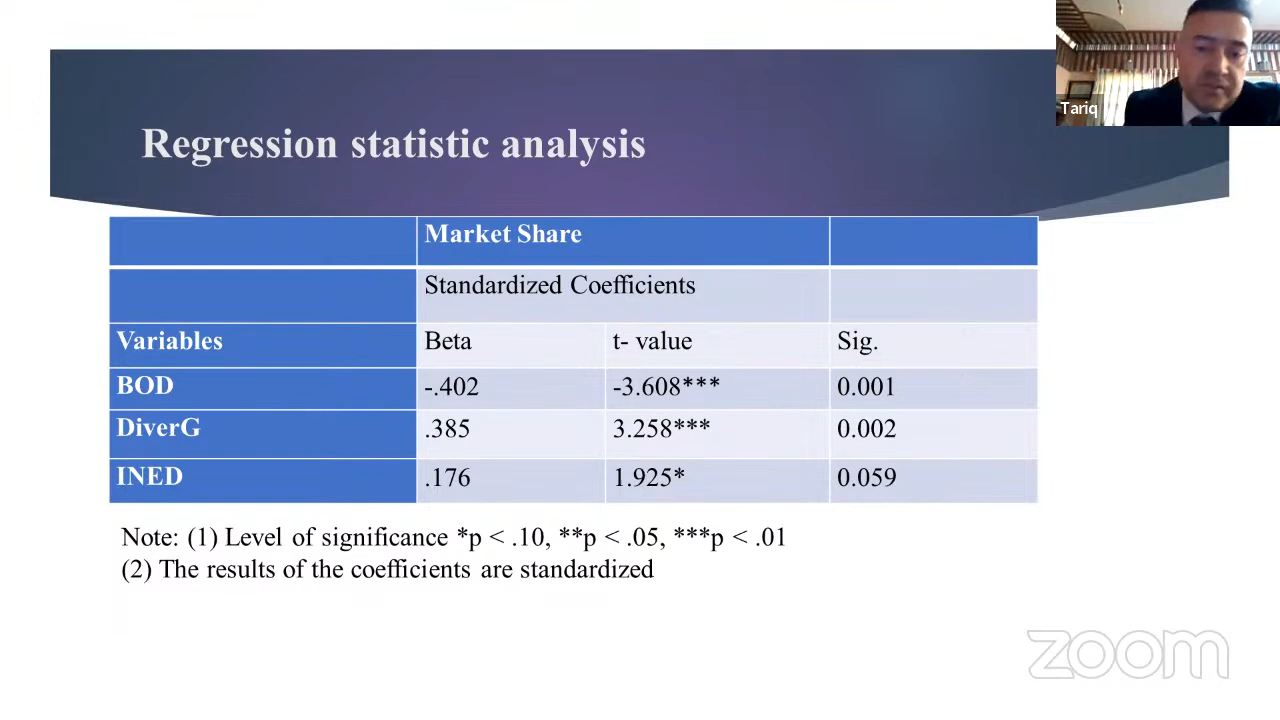 Tariq
Regression statistic analysis
Market Share
Standardized Coefficients
Variables Beta t- value Sig.
BOD -.402 -3.608*** 0.001
DiverG .385 3.258*** 0.002
INED .176 1.925* 0.059
Note: (1) Level of significance *p < .10, **p < .05, ***p < .01
(2) The results of the coefficients are standardized
zoom